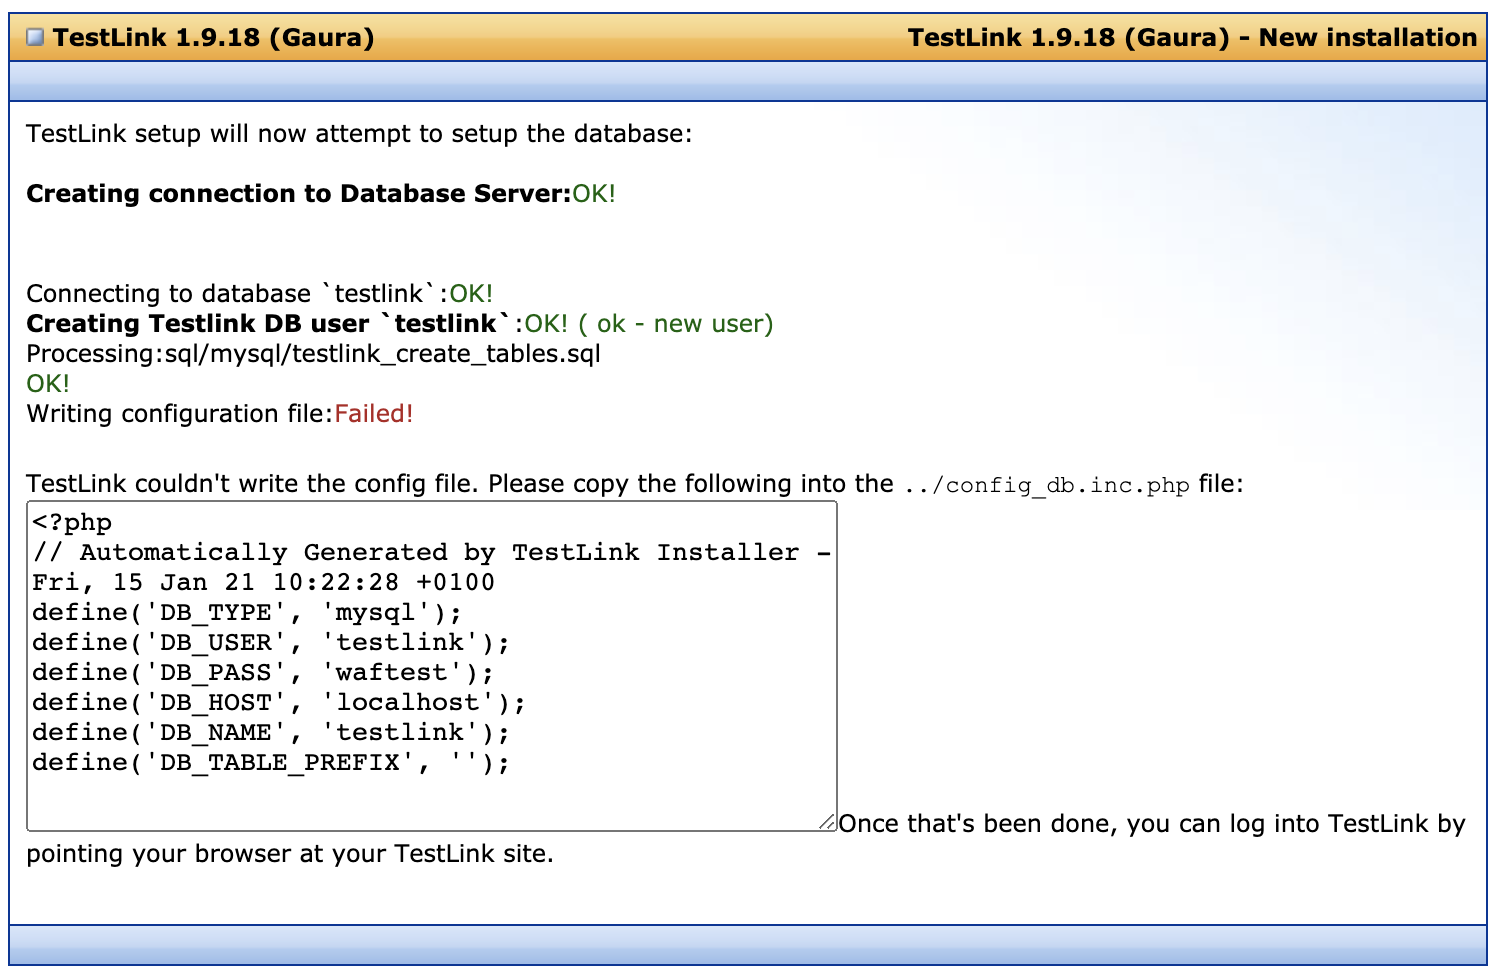 TestLink 1.9.18 (Gaura)
TestLink 1.9.18 (Gaura) - New installation
TestLink setup will now attempt to setup the database:
Creating connection to Database Server:OK!
Connecting to database `testlink`:OK!
Creating Testlink DB user `testlink`:OK! ( ok - new user)
Processing:sql/mysql/testlink_create_tables.sql
OK!
Writing configuration file:Failed!
TestLink couldn't write the config file. Please copy the following into the ../config_db.inc.php file:
<?php
// Automatically Generated by TestLink Installer -
Fri, 15 Jan 21 10:22:28 +0100
define('DB_TYPE', 'mysql');
define('DB_USER', 'testlink');
define('DB_PASS', 'waftest');
define('DB_HOST', 'localhost');
define('DB_NAME', 'testlink');
define('DB_TABLE_PREFIX', '');
Once that's been done, you can log into TestLink by
pointing your browser at your TestLink site.